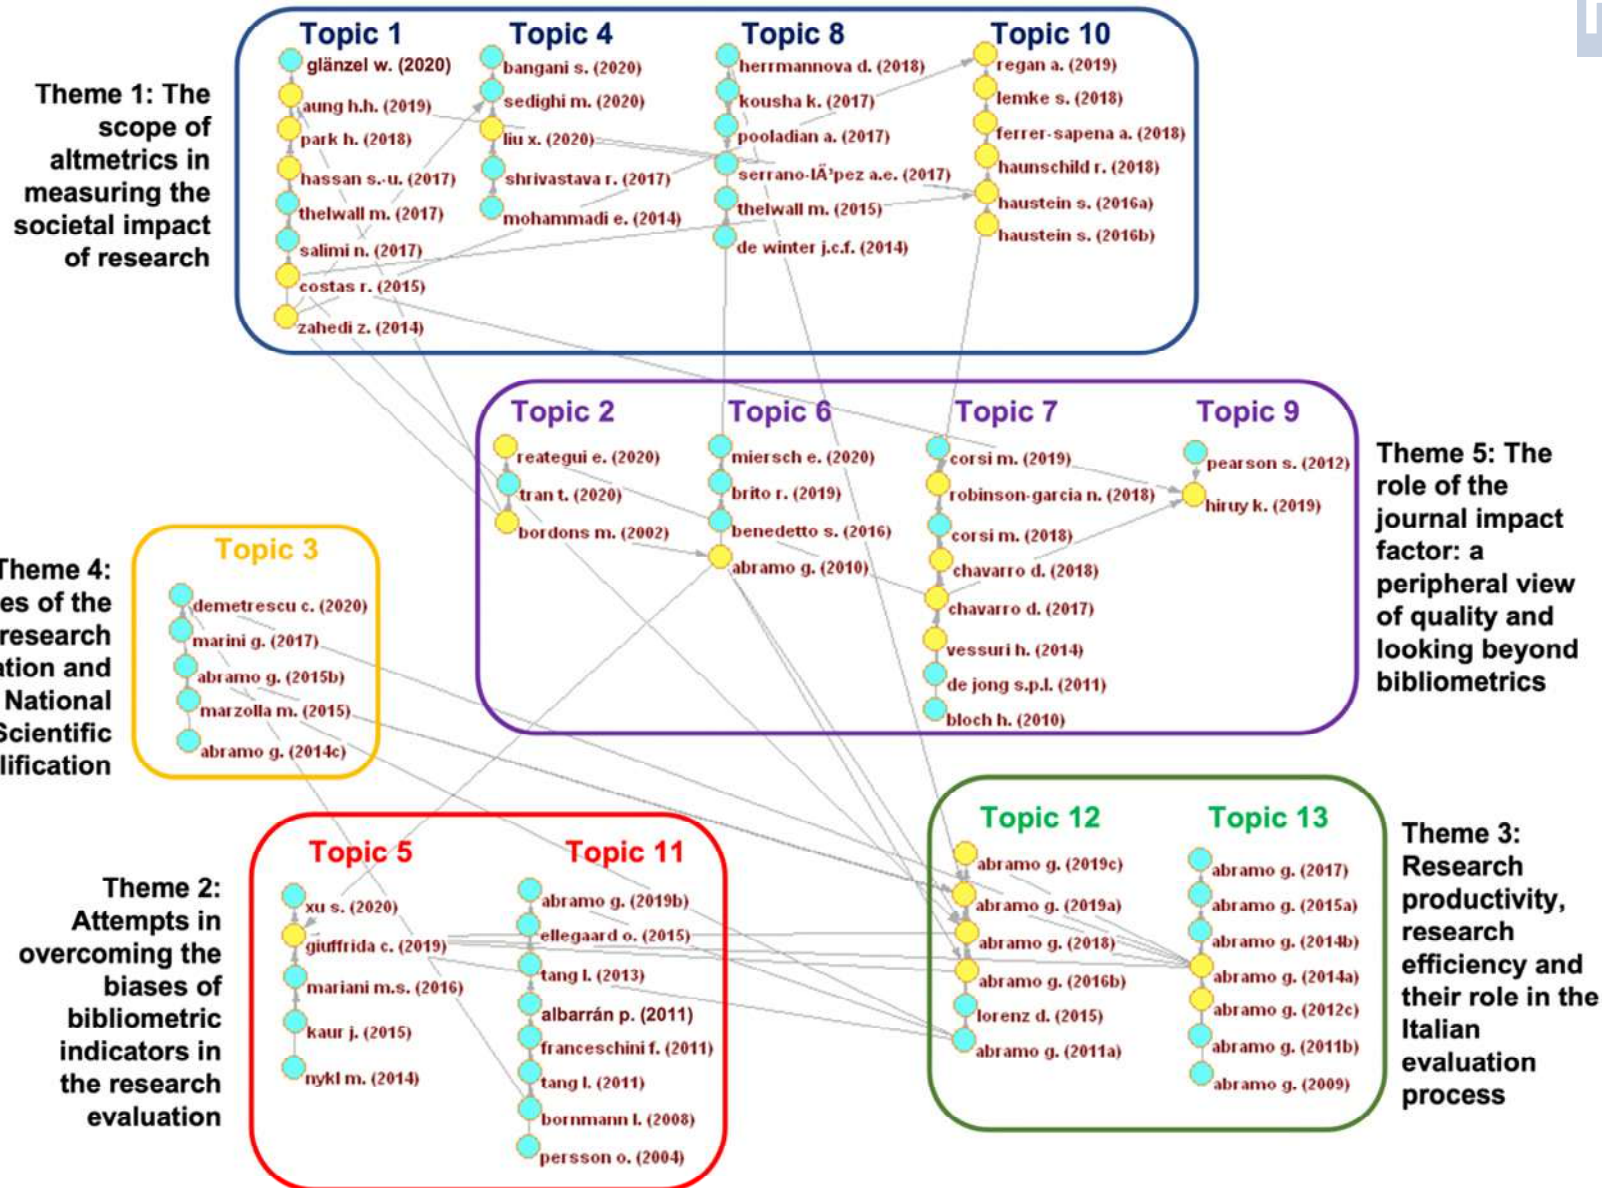 Theme 1: The
scope of
altmetrics in
measuring the
societal impact
of research
Topic 1
glänzel w. (2020)
aung h.h. (2019)
park h. (2018)
hassan s.-u. (2017)
thelwall m. (2017)
salimi n. (2017)
costas r. (2015)
zahedi z. (2014)
Topic 4
bangani s. (2020)
sedighi m. (2020)
liu x. (2020)
shrivastava r. (2017)
mohammadi e. (2014)
Topic 8
herrmannova d. (2018)
kousha k. (2017)
pooladian a. (2017)
serrano-lÃ³pez a.e. (2017)
thelwall m. (2015)
de winter j.c.f. (2014)
Topic 10
regan a. (2019)
lemke s. (2018)
ferrer-sapena a. (2018)
haunschild r. (2018)
haustein s. (2016a)
haustein s. (2016b)
Topic 2
reategui e. (2020)
tran t. (2020)
bordons m. (2002)
Topic 6
miersch e. (2020)
brito r. (2019)
benedetto s. (2016)
abramo g. (2010)
Topic 7
corsi m. (2019)
robinson-garcia n. (2018)
corsi m. (2018)
chavarro d. (2018)
chavarro d. (2017)
vessuri h. (2014)
de jong s.p.l. (2011)
bloch h. (2010)
Topic 9
pearson s. (2012)
hiruy k. (2019)
Theme 5: The
role of the
journal impact
factor: a
peripheral view
of quality and
looking beyond
bibliometrics
Theme 4:
es of the
research
ation and
National
Scientific
lification
Topic 3
demetrescu c. (2020)
marini g. (2017)
abramo g. (2015b)
marzolla m. (2015)
abramo g. (2014c)
Theme 2:
Attempts in
overcoming the
biases of
bibliometric
indicators in
the research
evaluation
Topic 5
xu s. (2020)
giuffrida c. (2019)
mariani m.s. (2016)
kaur j. (2015)
nykl m. (2014)
Topic 11
abramo g. (2019b)
ellegaard o. (2015)
tang l. (2013)
albarrán p. (2011)
franceschini f. (2011)
tang l. (2011)
bornmann l. (2008)
persson o. (2004)
Topic 12
abramo g. (2019c)
abramo g. (2019a)
abramo g. (2018)
abramo g. (2016b)
lorenz d. (2015)
abramo g. (2011a)
Topic 13
abramo g. (2017)
abramo g. (2015a)
abramo g. (2014b)
abramo g. (2014a)
abramo g. (2012c)
abramo g. (2011b)
abramo g. (2009)
Theme 3:
Research
productivity,
research
efficiency and
their role in the
Italian
evaluation
process